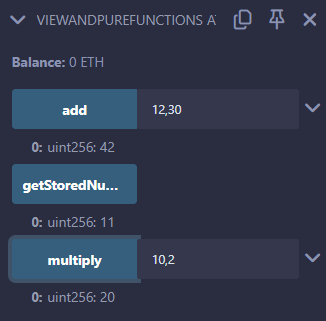 VIEWANDPUREFUNCTIONS AT
Balance: 0 ETH
add 12,30
0: uint256: 42
getStoredNu...
0: uint256: 11
multiply 10,2
0: uint256: 20